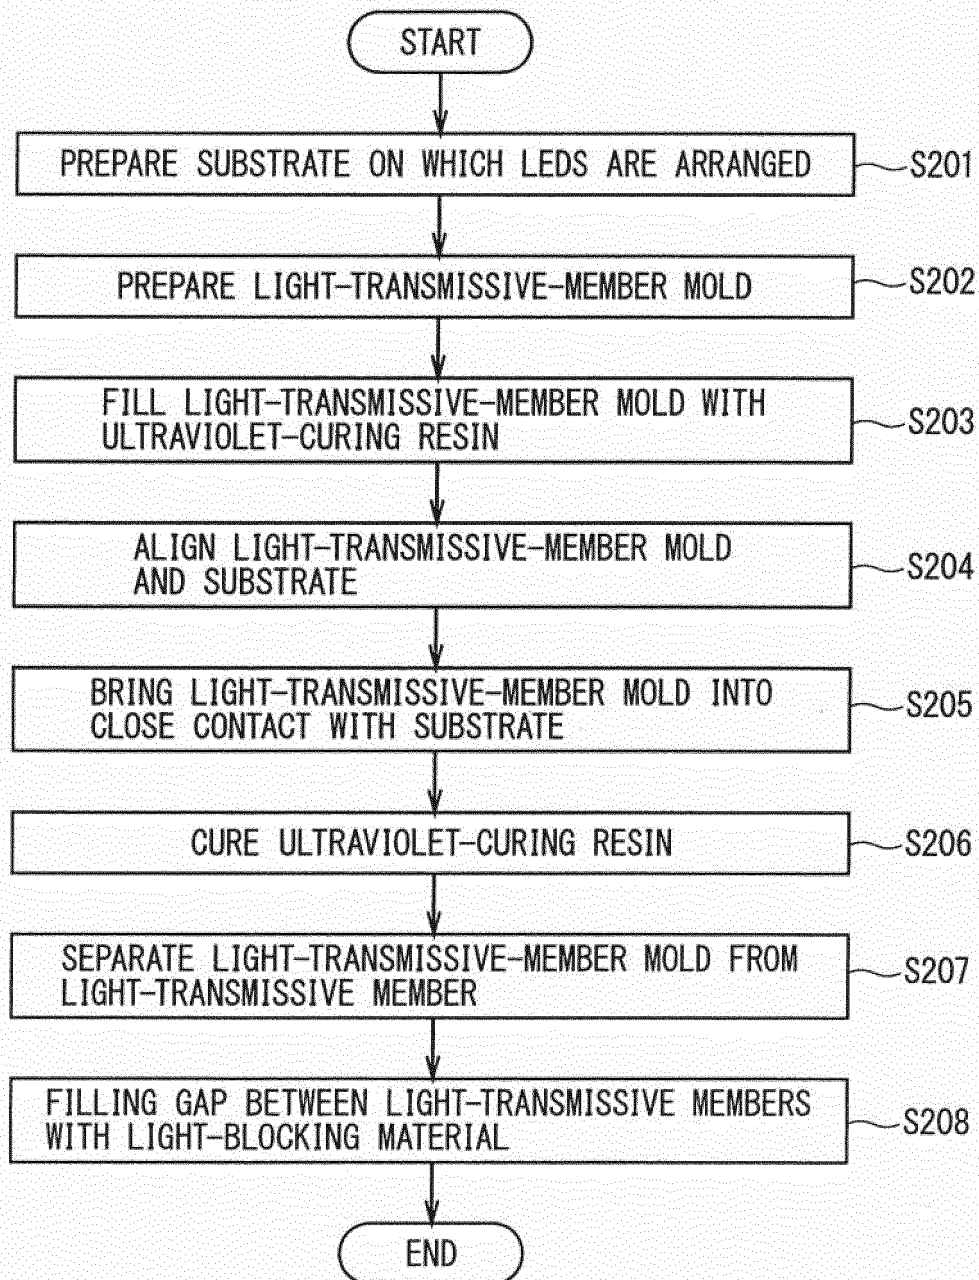 START
PREPARE SUBSTRATE ON WHICH LEDS ARE ARRANGED
S201
PREPARE LIGHT-TRANSMISSIVE-MEMBER MOLD
S202
FILL LIGHT-TRANSMISSIVE-MEMBER MOLD WITH
ULTRAVIOLET-CURING RESIN
S203
ALIGN LIGHT-TRANSMISSIVE-MEMBER MOLD
AND SUBSTRATE
S204
BRING LIGHT-TRANSMISSIVE-MEMBER MOLD INTO
CLOSE CONTACT WITH SUBSTRATE
S205
CURE ULTRAVIOLET-CURING RESIN
S206
SEPARATE LIGHT-TRANSMISSIVE-MEMBER MOLD FROM
LIGHT-TRANSMISSIVE MEMBER
S207
FILLING GAP BETWEEN LIGHT-TRANSMISSIVE MEMBERS
WITH LIGHT-BLOCKING MATERIAL
S208
END